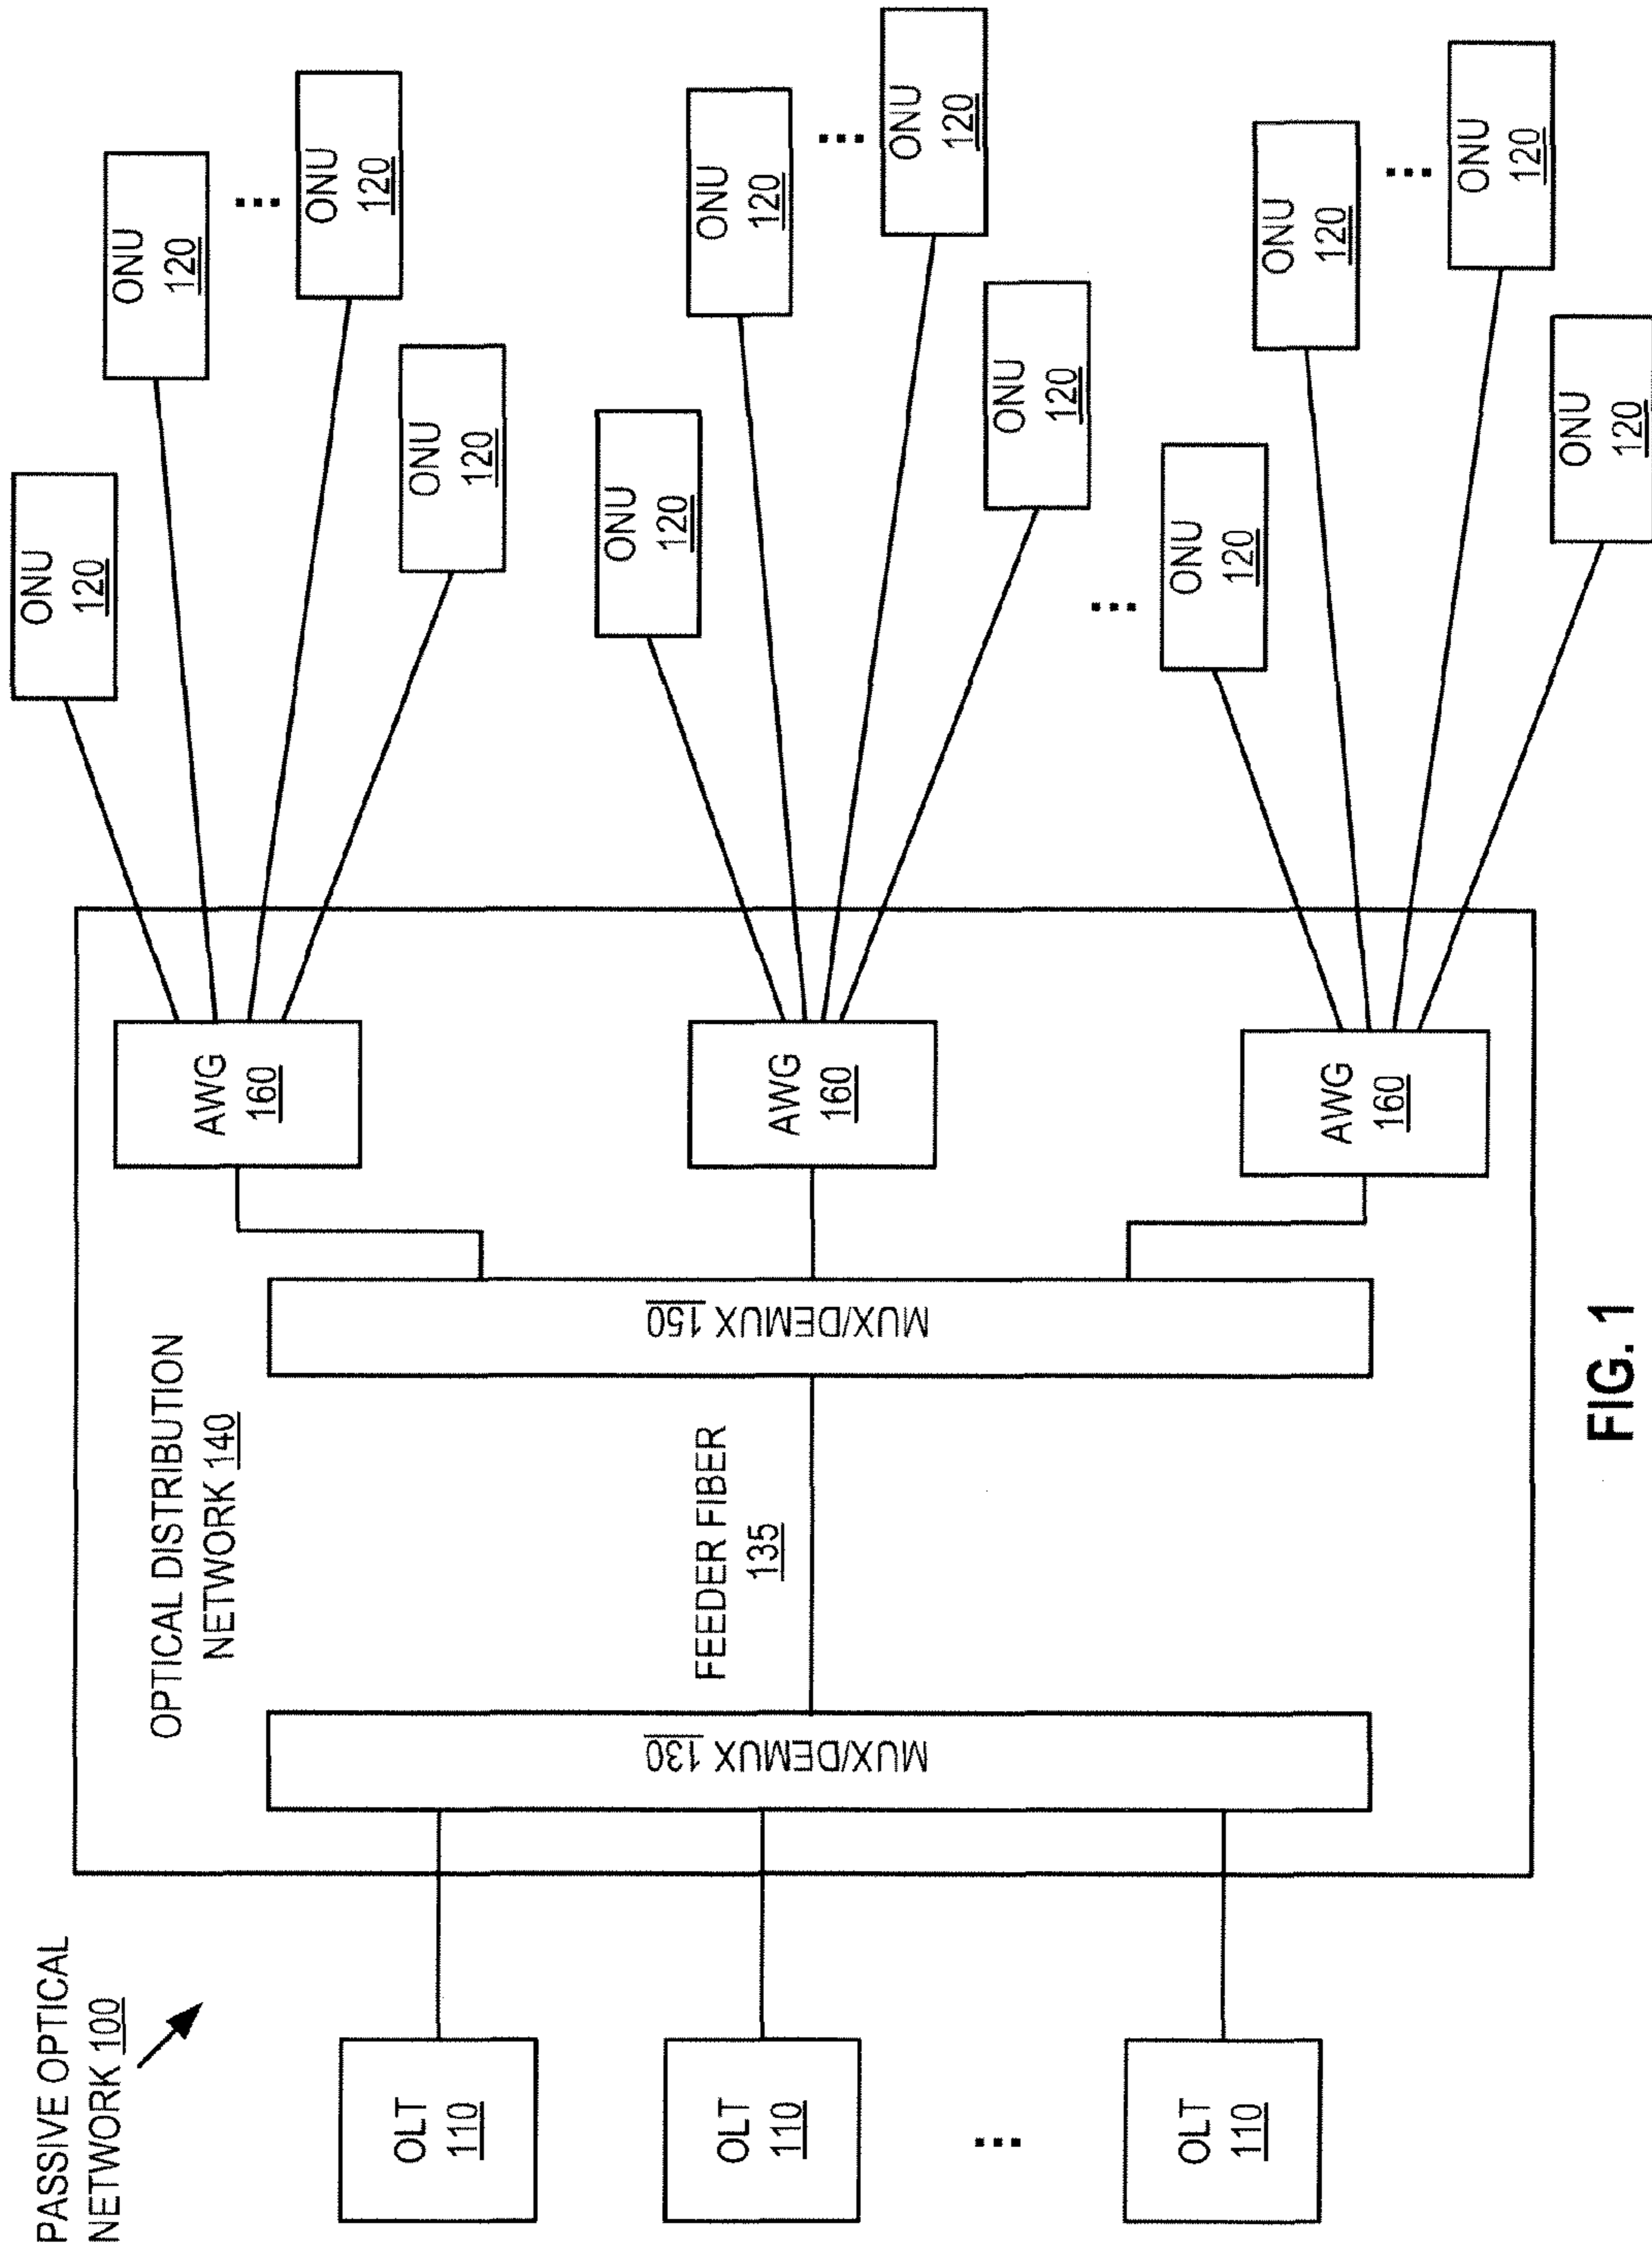 PASSIVE OPTICAL
NETWORK 100
OLT
110
OLT
110
...
OLT
110
OPTICAL DISTRIBUTION
NETWORK 140
MUX/DEMUX 130
FEEDER FIBER
135
MUX/DEMUX 150
AWG
160
AWG
160
AWG
160
ONU
120
ONU
120
...
ONU
120
ONU
120
ONU
120
ONU
120
...
ONU
120
ONU
120
...
ONU
120
ONU
120
...
ONU
120
ONU
120
FIG. 1